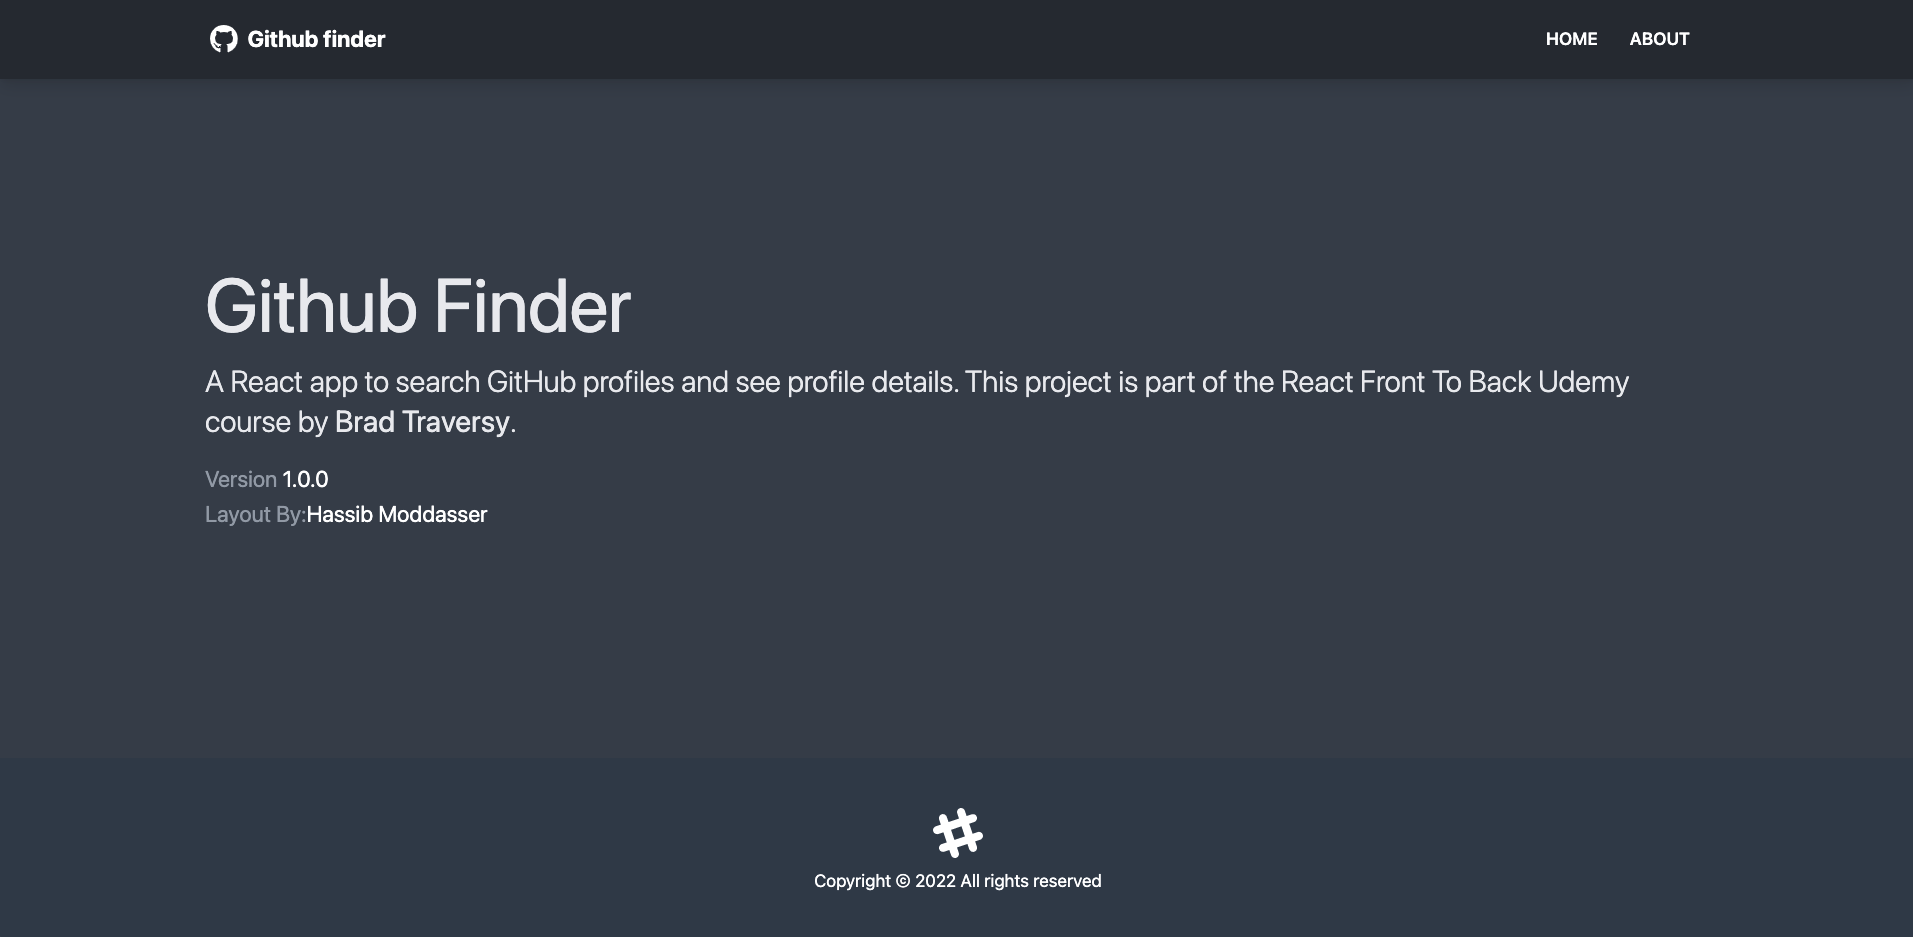 Github finder
HOME
ABOUT
Github Finder
A React app to search GitHub profiles and see profile details. This project is part of the React Front To Back Udemy
course by Brad Traversy.
Version 1.0.0
Layout By:Hassib Moddasser
Copyright © 2022 All rights reserved